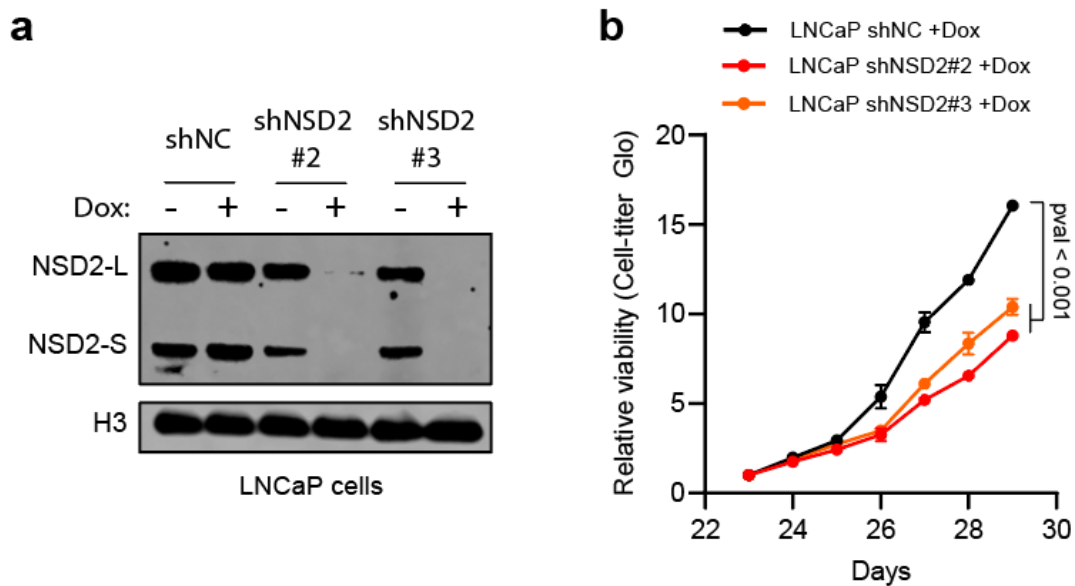 a
shNC
shNSD2
#2
shNSD2
#3
Dox: - + - + - +
NSD2-L
NSD2-S
H3
LNCaP cells
b
LNCaP shNC +Dox
LNCaP shNSD2#2 +Dox
LNCaP shNSD2#3 +Dox
Relative viability (Cell-titer Glo)
20
15
10
5
0
22 24 26 28 30
Days
pval < 0.001